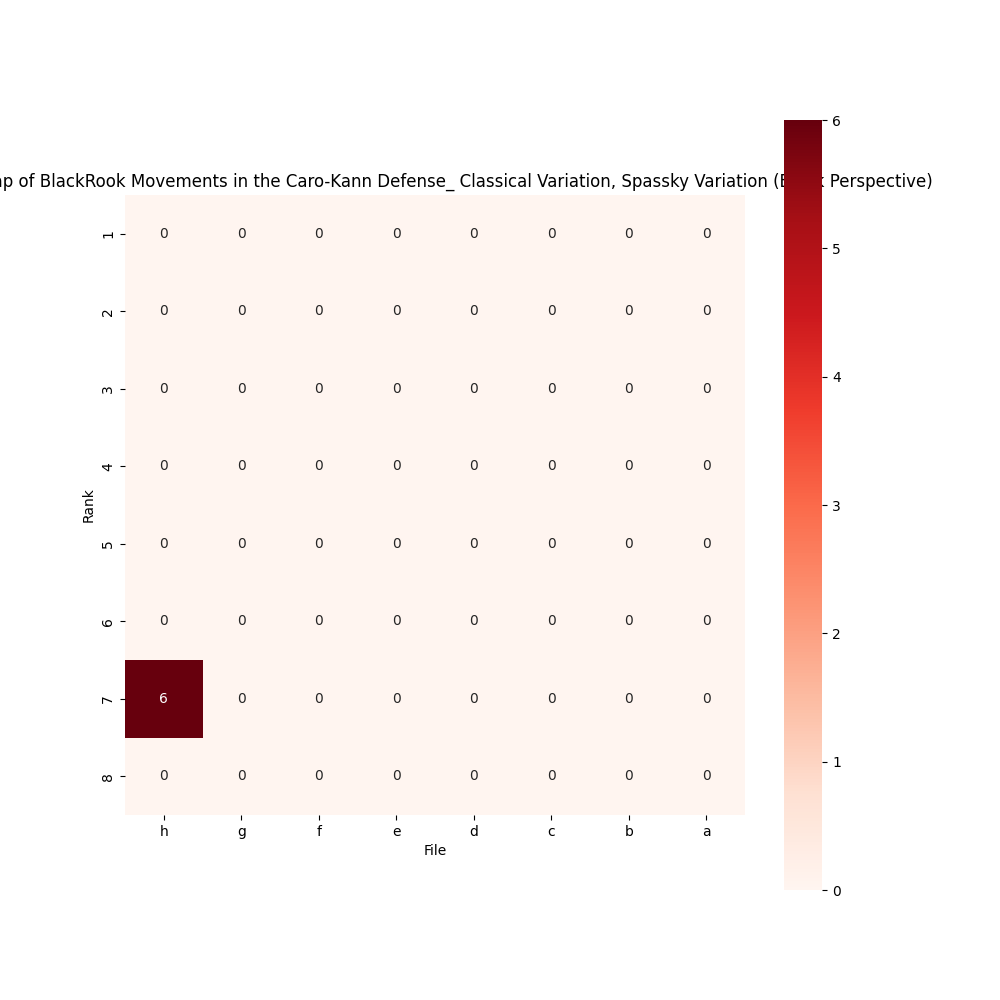 of BlackRook Movements in the Caro-Kann Defense_ Classical Variation, Spassky Variation Perspective)
Rank
1 0 0 0 0 0 0 0 0
2 0 0 0 0 0 0 0 0
3 0 0 0 0 0 0 0 0
4 0 0 0 0 0 0 0 0
5 0 0 0 0 0 0 0 0
6 0 0 0 0 0 0 0 0
7 6 0 0 0 0 0 0 0
8 0 0 0 0 0 0 0 0
h g f e d c b a
File
6
5
4
3
2
1
0